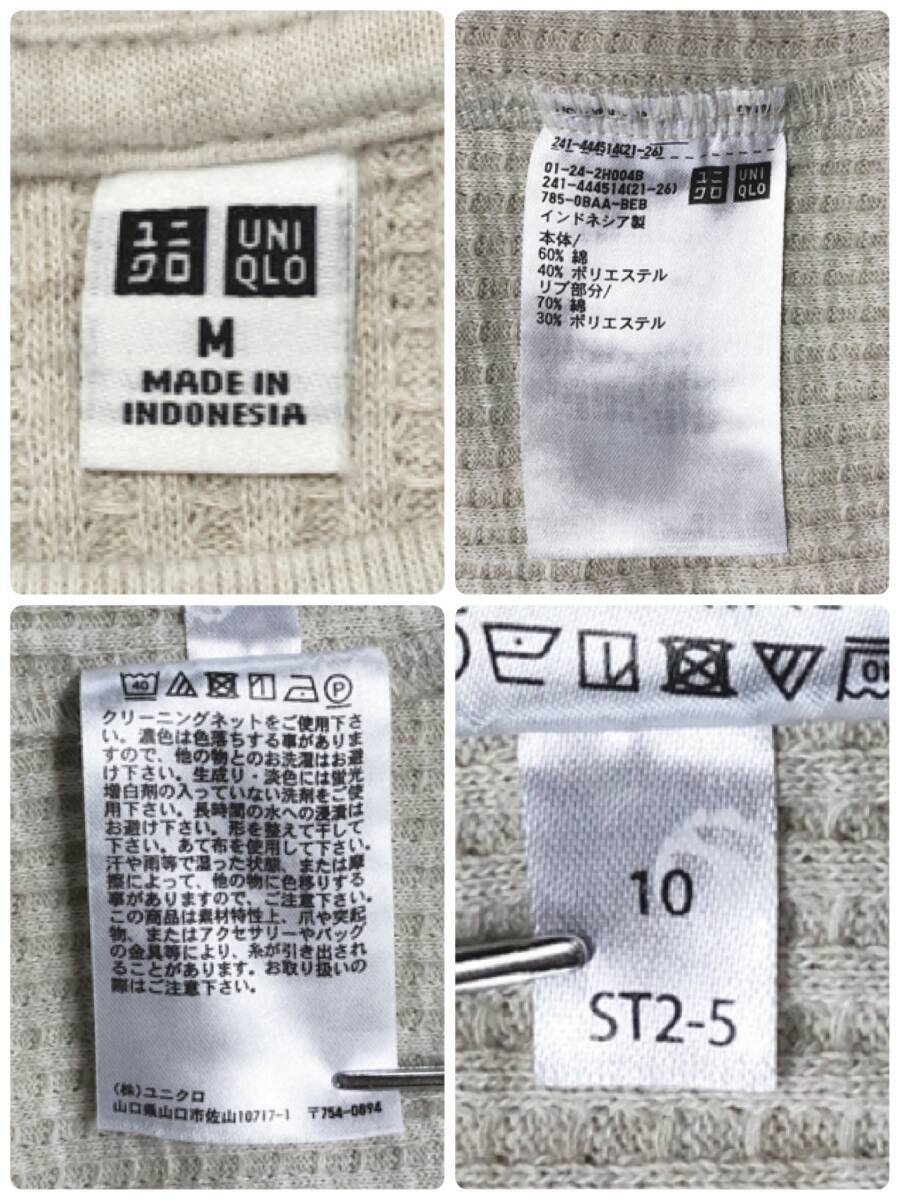 ユニ
クロ
UNI
QLO
M
MADE IN
INDONESIA
241-444514(21-26)
01-24-2H004B
241-444514(21-26)
785-0BAA-BEB
ユニ
クロ
UNI
QLO
インドネシア製
本体/
60% 綿
40% ポリエステル
リブ部分/
70% 綿
30% ポリエステル
40
P
クリーニングネットをご使用下さ
い。濃色は色落ちする事がありま
すので、他の物とのお洗濯はお避
け下さい。生成り・淡色には蛍光
増白剤の入っていない洗剤をご使
用下さい。長時間の水への浸漬は
お避け下さい。形を整えて干して
下さい。あて布を使用して下さい。
汗や雨等で湿った状態、または摩
擦によって、他の物に色移りする
事がありますので、ご注意下さい。
この商品は素材特性上、爪や突起
物、またはアクセサリーやバッグ
の金具等により、糸が引き出され
ることがあります。お取り扱いの
際はご注意下さい。
(株)ユニクロ
山口県山口市佐山10717-1 〒754-0894
10
ST2-5